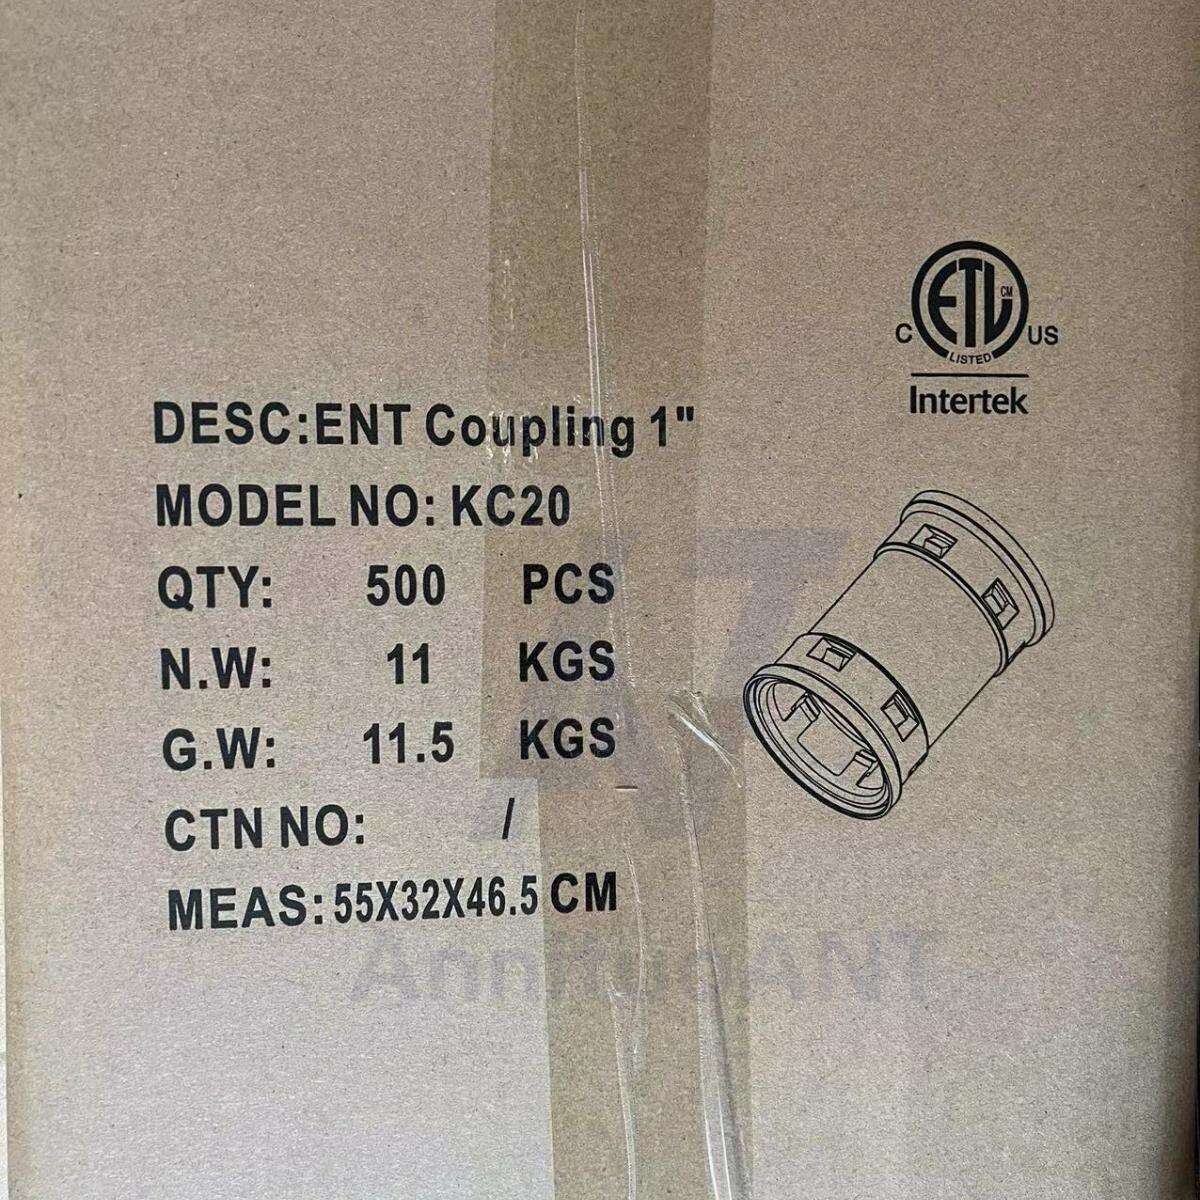 ETL CM
C US
LISTED
Intertek
DESC:ENT Coupling 1"
MODEL NO: KC20
QTY: 500 PCS
N.W: 11 KGS
G.W: 11.5 KGS
CTN NO: /
MEAS:55X32X46.5 CM